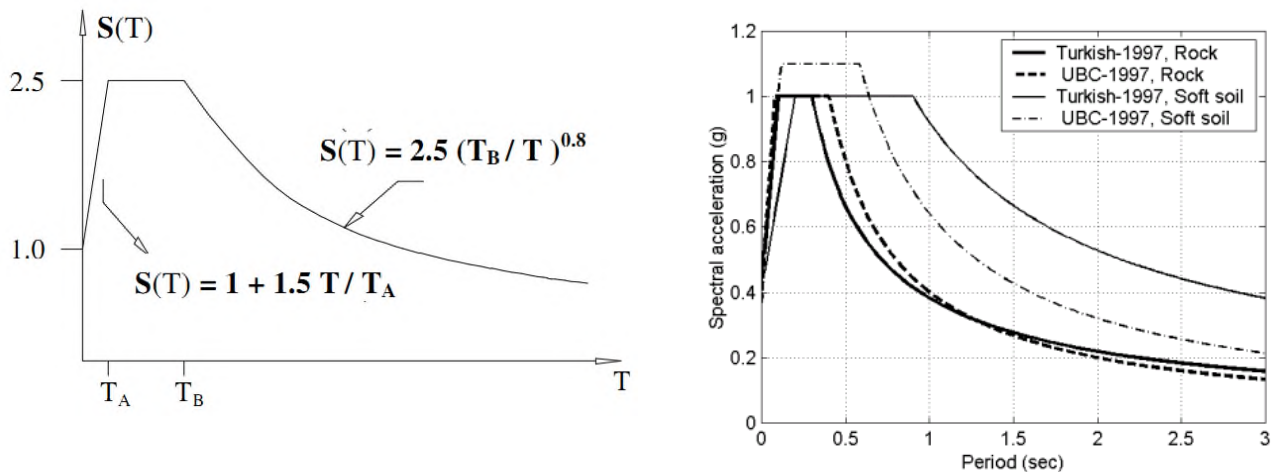 S(T)
2.5
S(T) = 2.5 (T_B / T )^0.8
1.0
S(T) = 1 + 1.5 T / T_A
T_A T_B T
1.2
1
0.8
0.6
0.4
0.2
0
0 0.5 1 1.5 2 2.5 3
Spectral acceleration (g)
Period (sec)
Turkish-1997, Rock
UBC-1997, Rock
Turkish-1997, Soft soil
UBC-1997, Soft soil